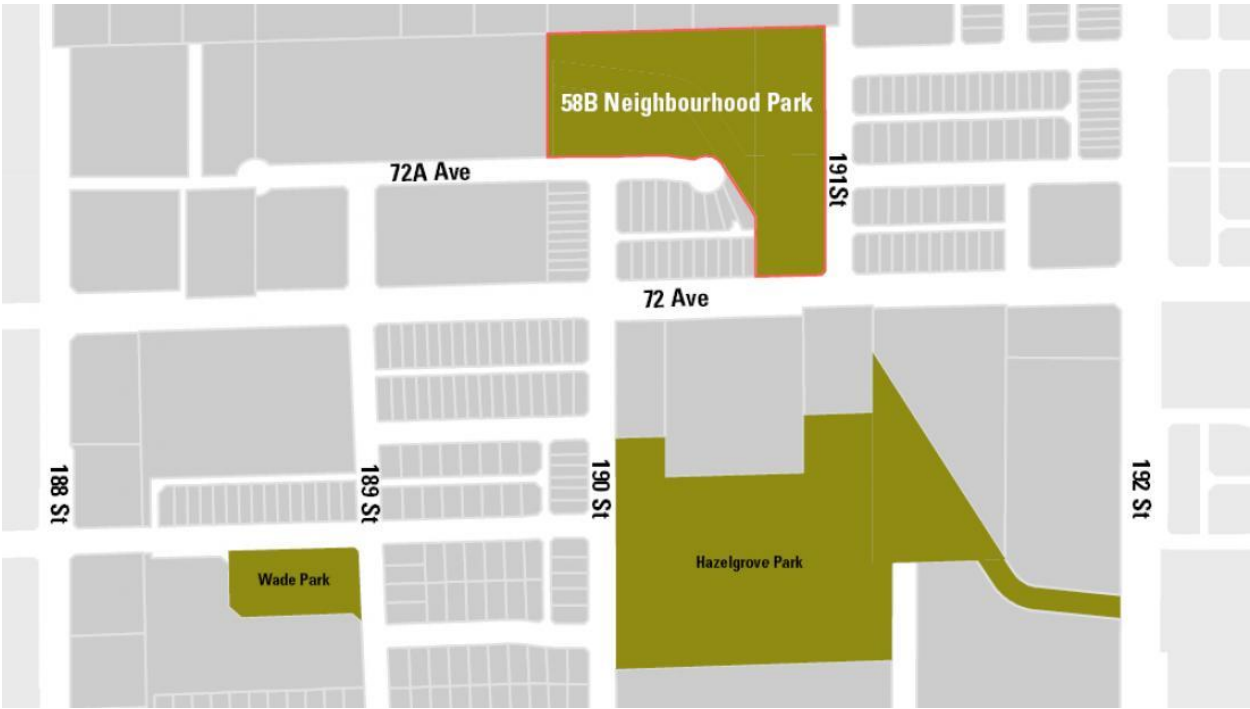 58B Neighbourhood Park
72A Ave
191St
72 Ave
188 St
189 St
190 St
192 St
Hazelgrove Park
Wade Park